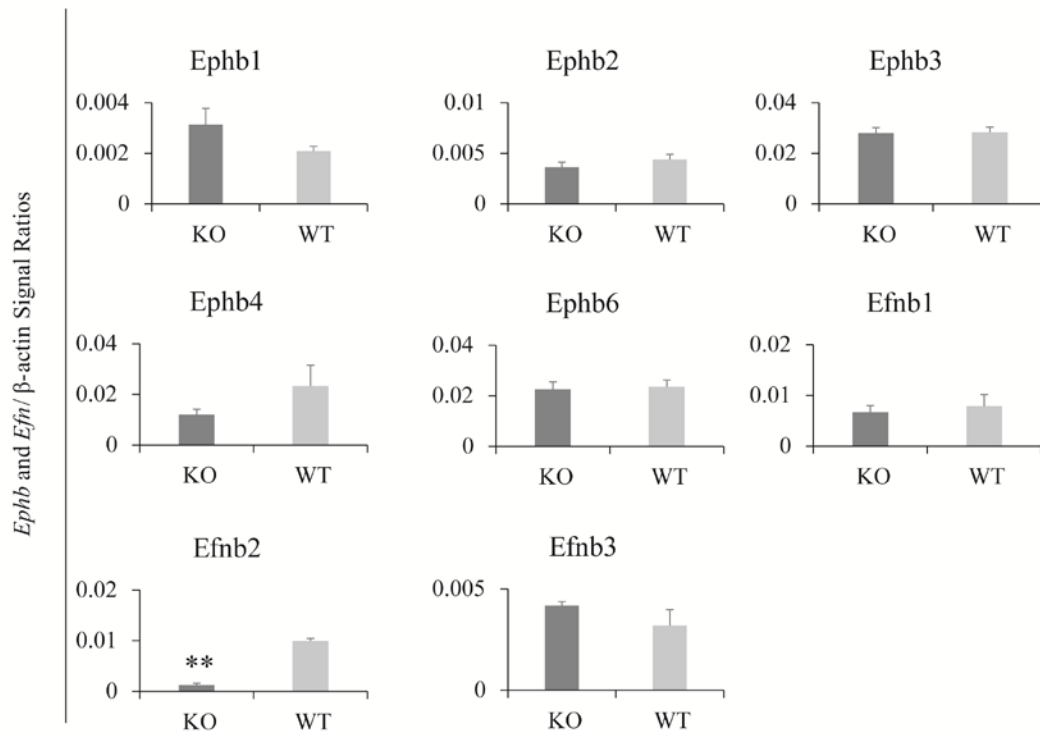 Ephb and Efn/ β-actin Signal Ratios
Ephb1
0.004
0.002
0
KO WT
Ephb2
0.01
0.005
0
KO WT
Ephb3
0.04
0.02
0
KO WT
Ephb4
0.04
0.02
0
KO WT
Ephb6
0.04
0.02
0
KO WT
Efnb1
0.02
0.01
0
KO WT
Efnb2
0.02
0.01
0
**
KO WT
Efnb3
0.005
0
KO WT